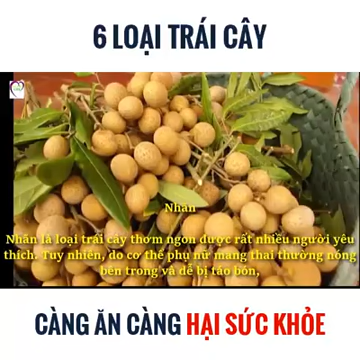 6 LOẠI TRÁI CÂY
Nhãn
Nhãn là loại trái cây thơm ngon được rất nhiều người yêu
thích. Tuy nhiên, do cơ thể phụ nữ mang thai thường nóng
bên trong và dễ bị táo bón,
CÀNG ĂN CÀNG HẠI SỨC KHỎE